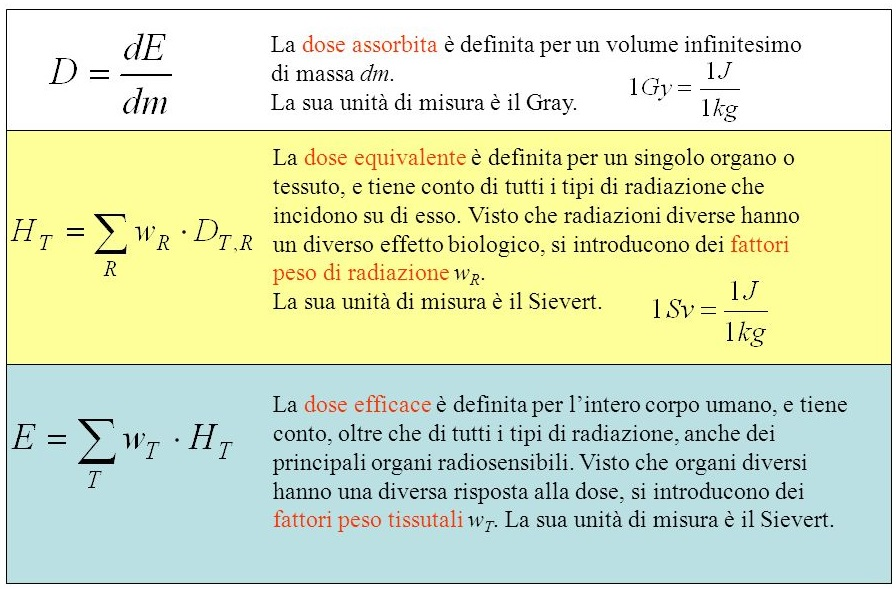 D = dE/dm
La dose assorbita è definita per un volume infinitesimo
di massa dm.
La sua unità di misura è il Gray. 1Gy = 1J/1kg
H_T = ∑_R w_R · D_T,R
La dose equivalente è definita per un singolo organo o
tessuto, e tiene conto di tutti i tipi di radiazione che
incidono su di esso. Visto che radiazioni diverse hanno
un diverso effetto biologico, si introducono dei fattori
peso di radiazione w_R.
La sua unità di misura è il Sievert. 1Sv = 1J/1kg
E = ∑_T w_T · H_T
La dose efficace è definita per l’intero corpo umano, e tiene
conto, oltre che di tutti i tipi di radiazione, anche dei
principali organi radiosensibili. Visto che organi diversi
hanno una diversa risposta alla dose, si introducono dei
fattori peso tissutali w_T. La sua unità di misura è il Sievert.